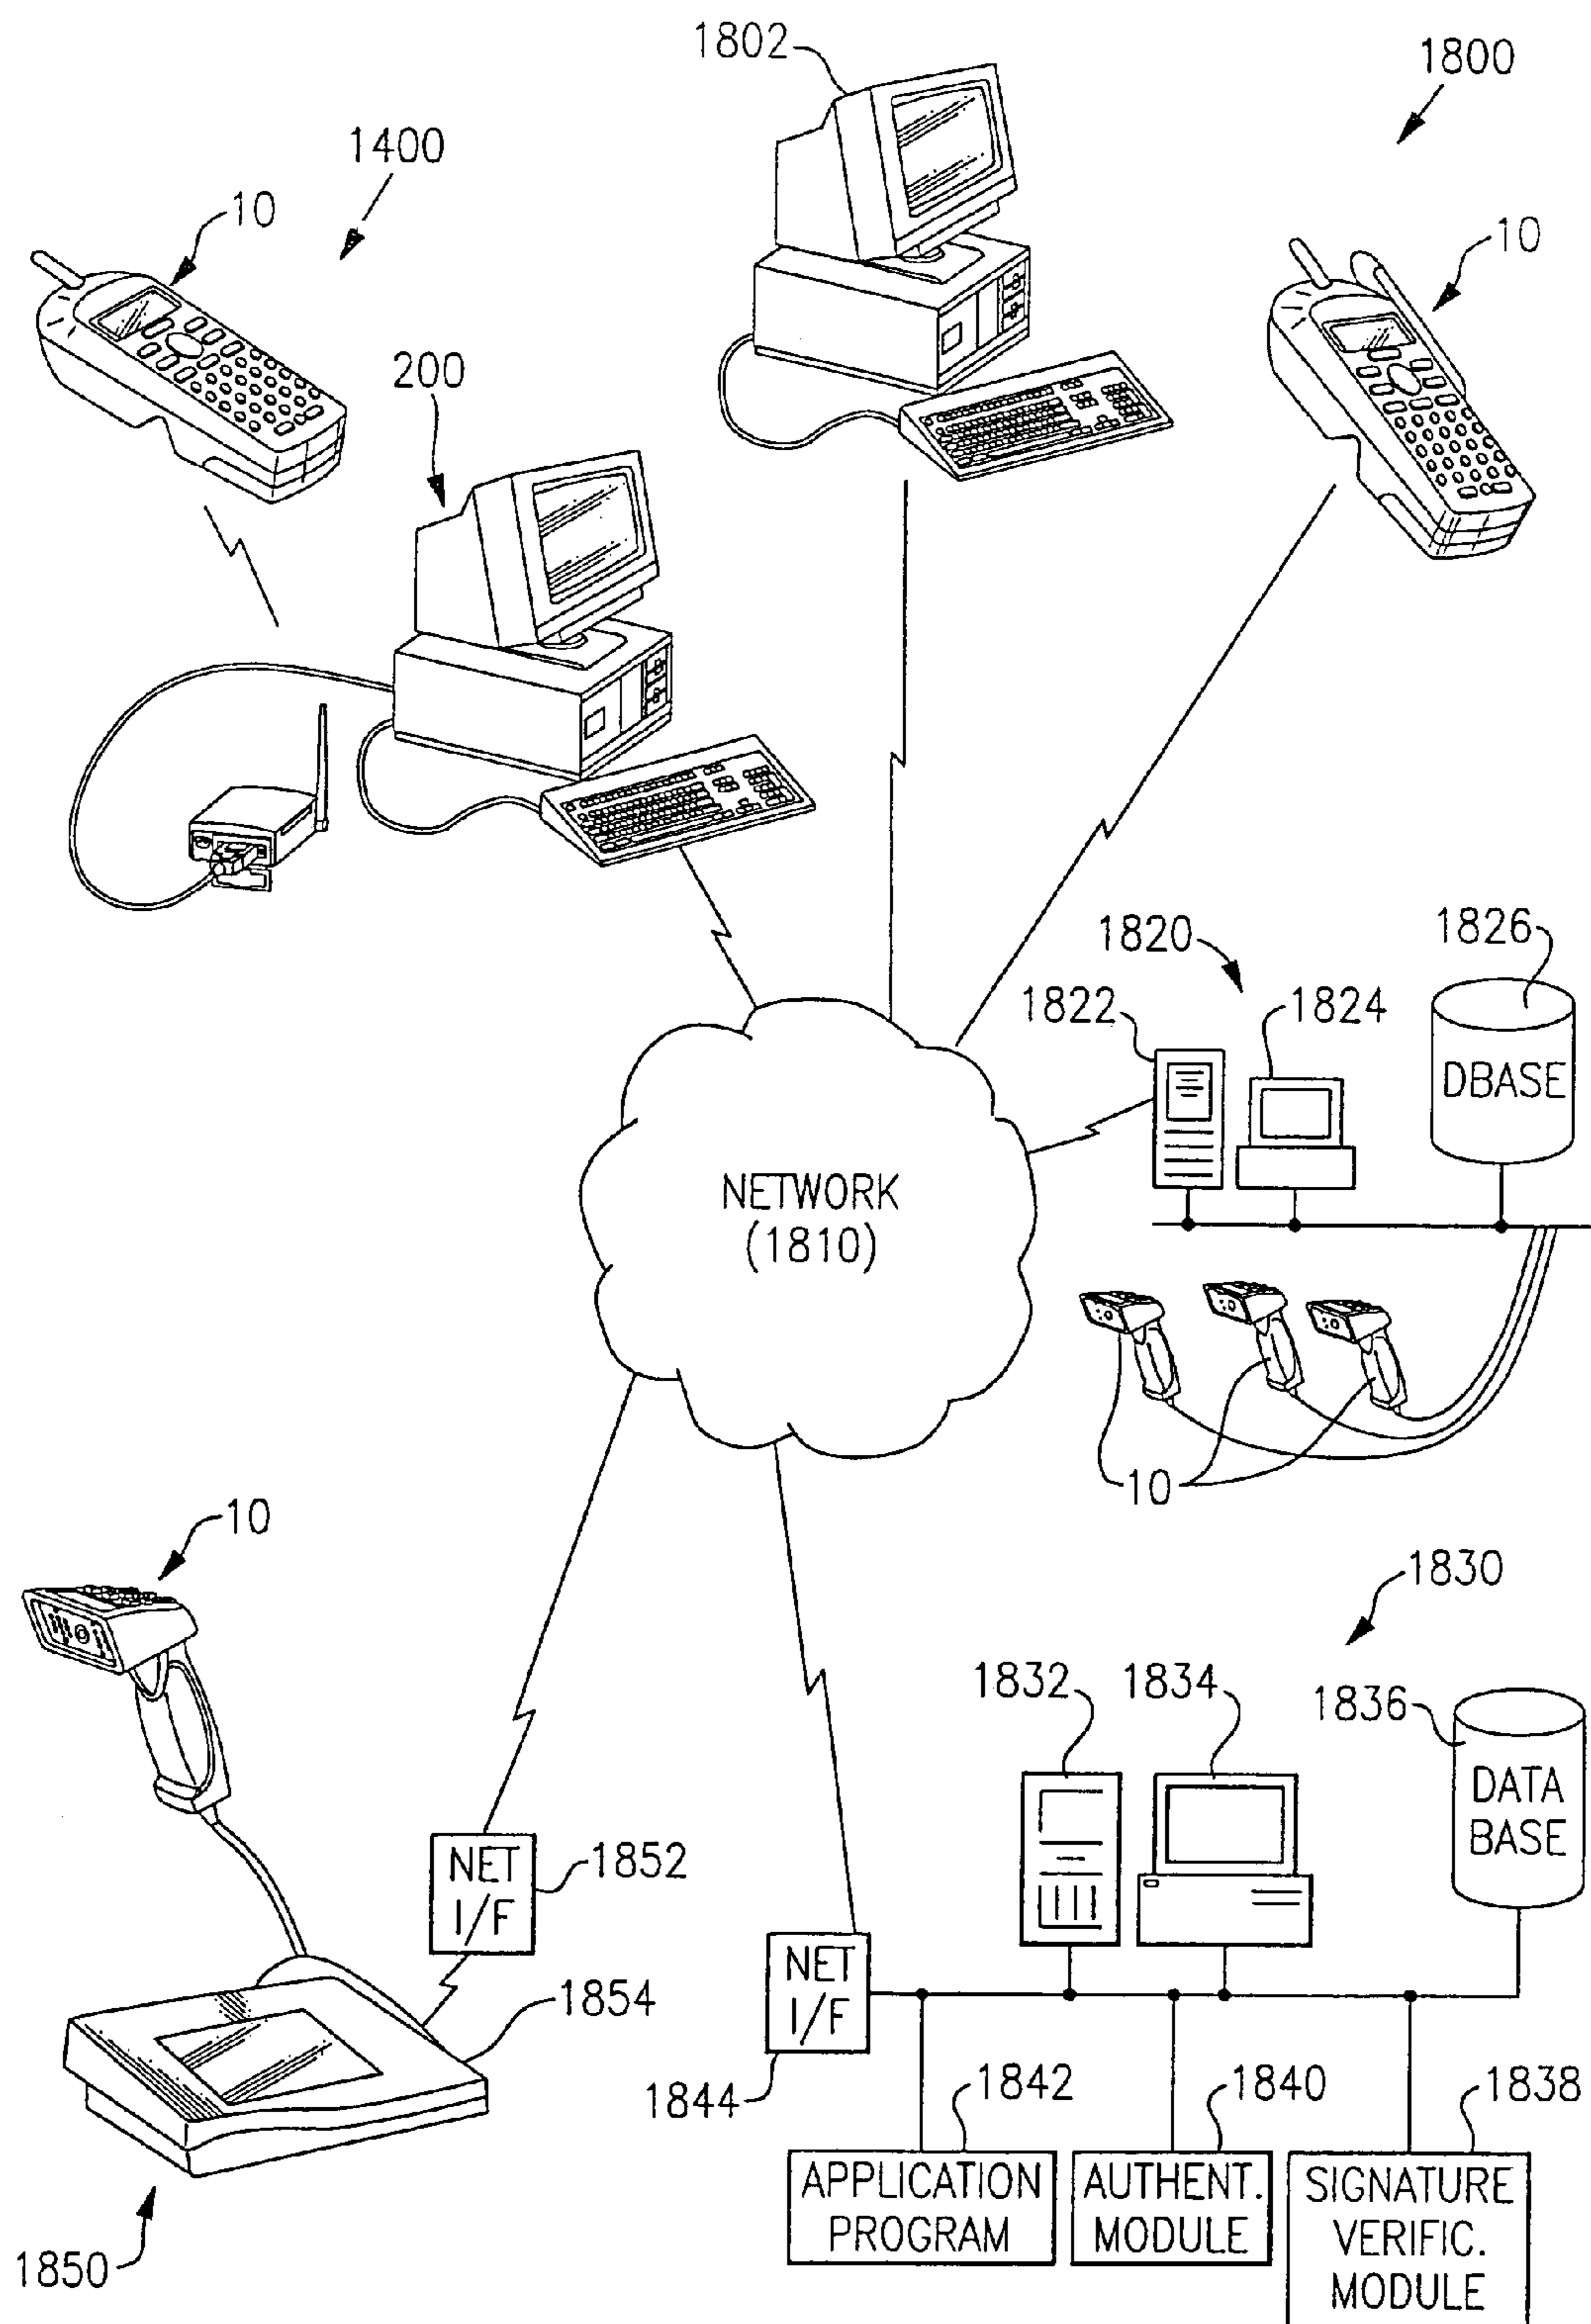 1802
1800
1400
10
10
200
1820
1826
1822
1824
DBASE
NETWORK
(1810)
10
10
1830
1832
1834
1836
DATA
BASE
NET
I/F
1852
NET
I/F
1854
1844
1842
1840
1838
APPLICATION
PROGRAM
AUTHENT.
MODULE
SIGNATURE
VERIFIC.
MODULE
1850